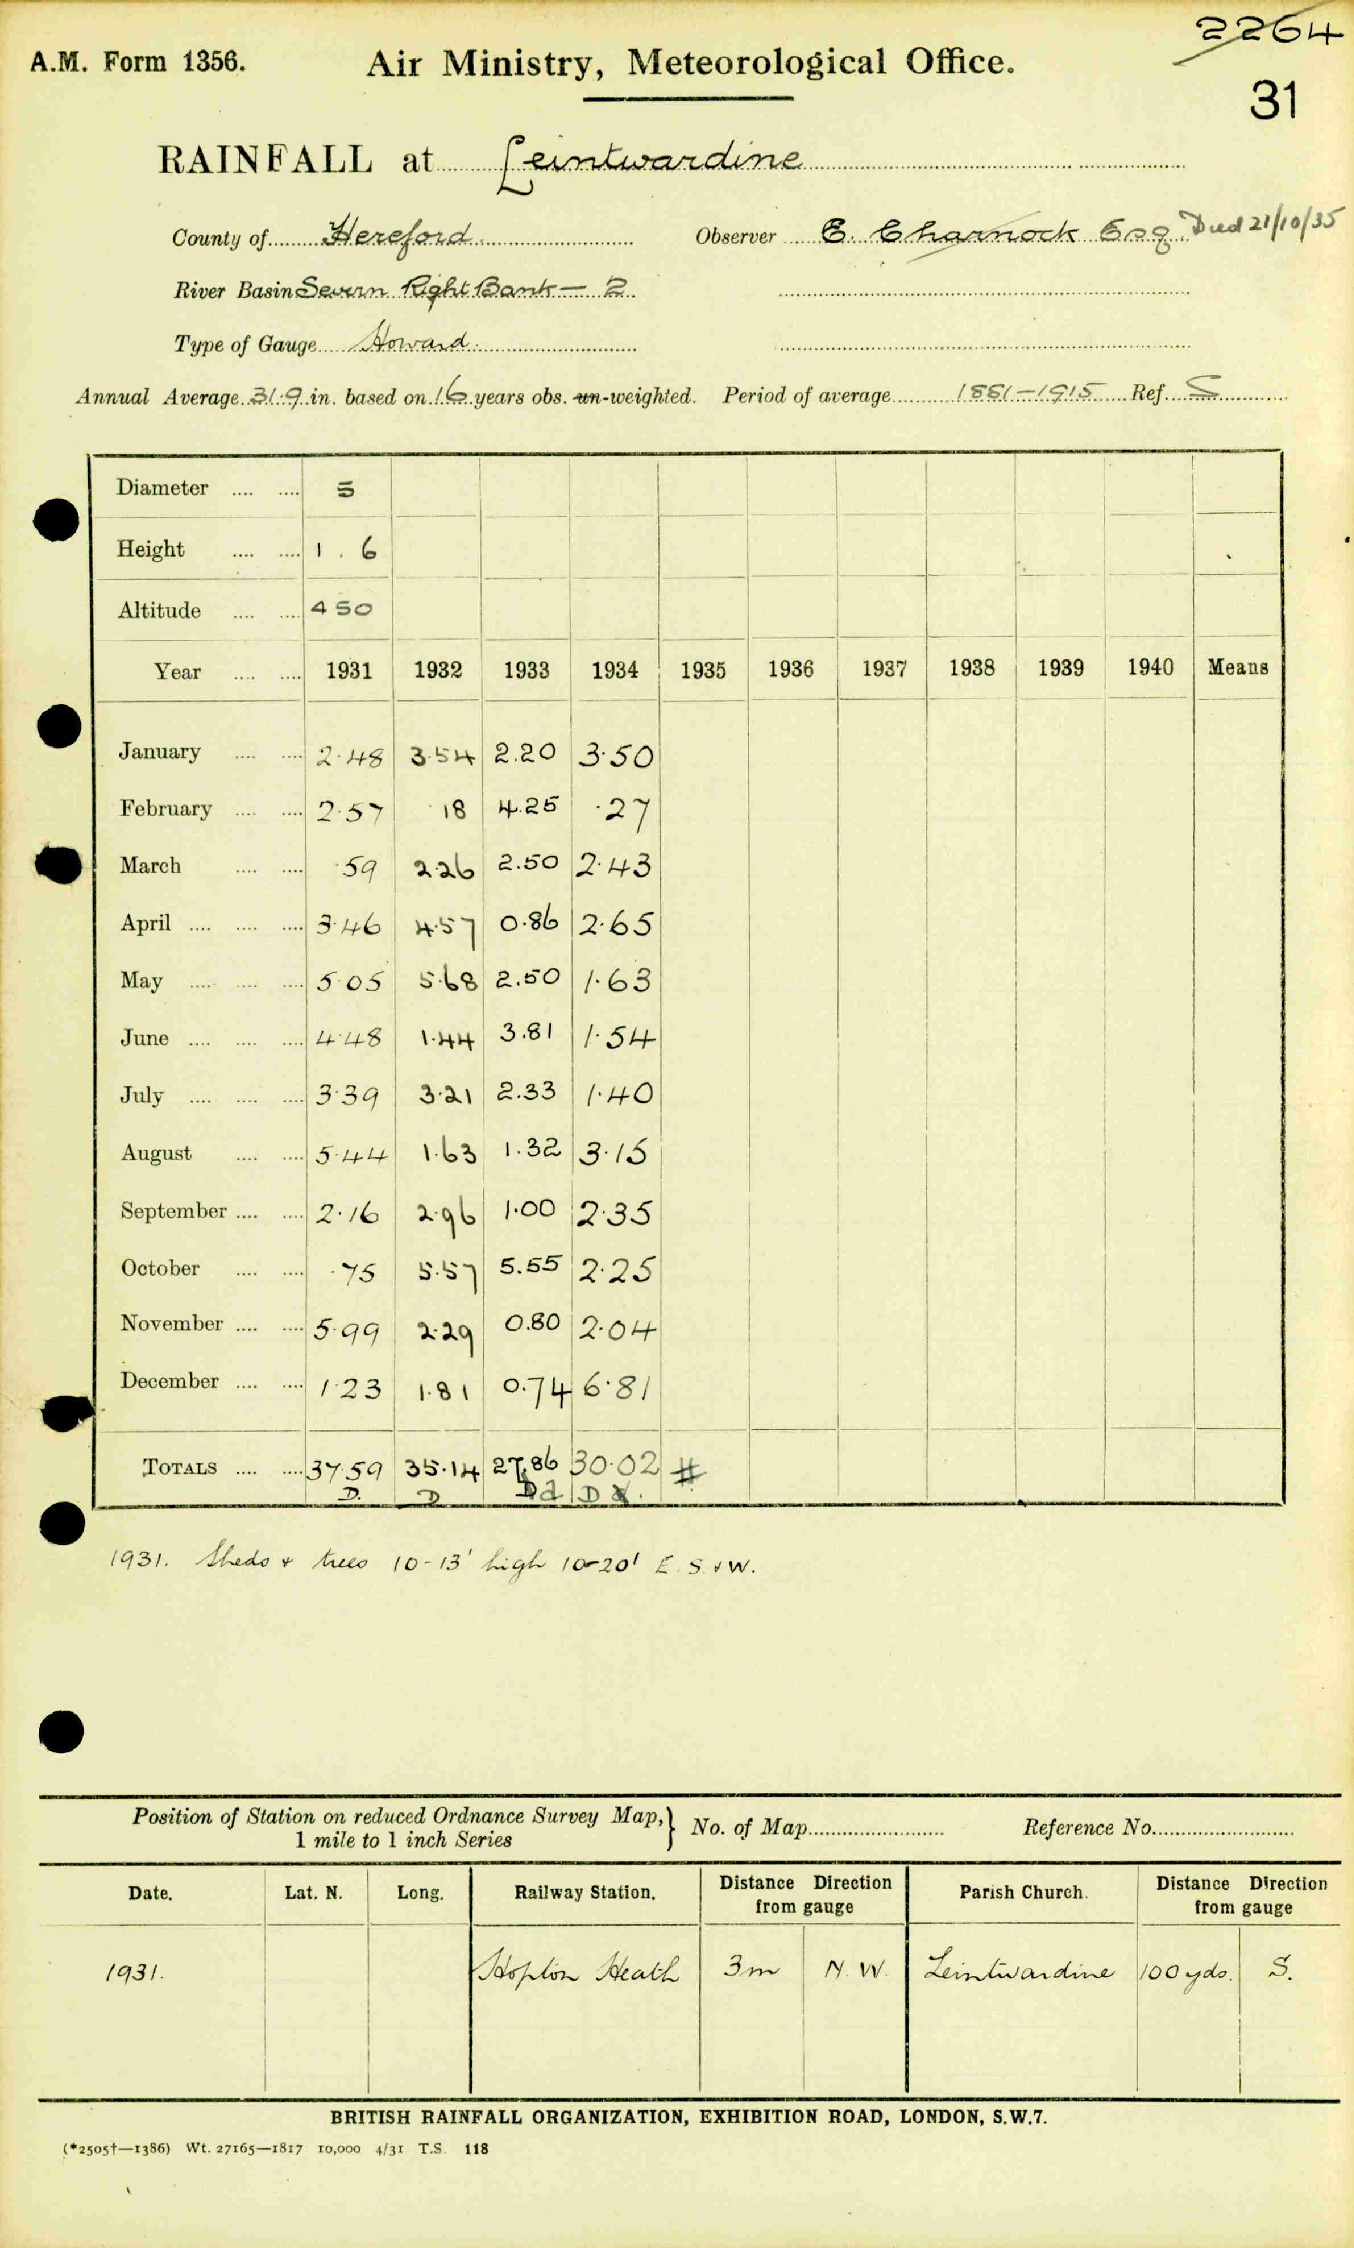 2264
A.M. Form 1356. Air Ministry, Meteorological Office.
31
RAINFALL at Leintwardine
County of Hereford Observer E. Charnock Esq Died 21/10/35
River Basin Severn Right Bank — 2
Type of Gauge Howard.
Annual Average 31.9 in. based on 16 years obs. un-weighted. Period of average 1881-1915 Ref. S
Diameter .... .... 5
Height .... .... 1 . 6
Altitude .... .... 450
Year .... .... 1931 1932 1933 1934 1935 1936 1937 1938 1939 1940 Means
January .... .... 2.48 3.54 2.20 3.50
February .... .... 2.57 .18 4.25 .27
March .... .... .59 2.26 2.50 2.43
April .... .... .... 3.46 4.57 0.86 2.65
May .... .... .... 5.05 5.68 2.50 1.63
June .... .... .... 4.48 1.44 3.81 1.54
July .... .... .... 3.39 3.21 2.33 1.40
August .... .... 5.44 1.63 1.32 3.15
September .... .... 2.16 2.96 1.00 2.35
October .... .... .75 5.57 5.55 2.25
November .... .... 5.99 2.29 0.80 2.04
December .... .... 1.23 1.81 0.74 6.81
TOTALS .... .... 37.59 35.14 27.86 30.02 #
D. D Dd D
1931. Sheds & trees 10-13' high 10-20' E. S. & W.
Position of Station on reduced Ordnance Survey Map, } No. of Map Reference No.
1 mile to 1 inch Series
Date. Lat. N. Long. Railway Station. Distance Direction from gauge Parish Church. Distance Direction from gauge
1931. Hopton Heath 3m N.W. Leintwardine 100 yds. S.
BRITISH RAINFALL ORGANIZATION, EXHIBITION ROAD, LONDON, S.W.7.
(*2505†—1386) Wt. 27165—1817 10,000 4/31 T.S. 118